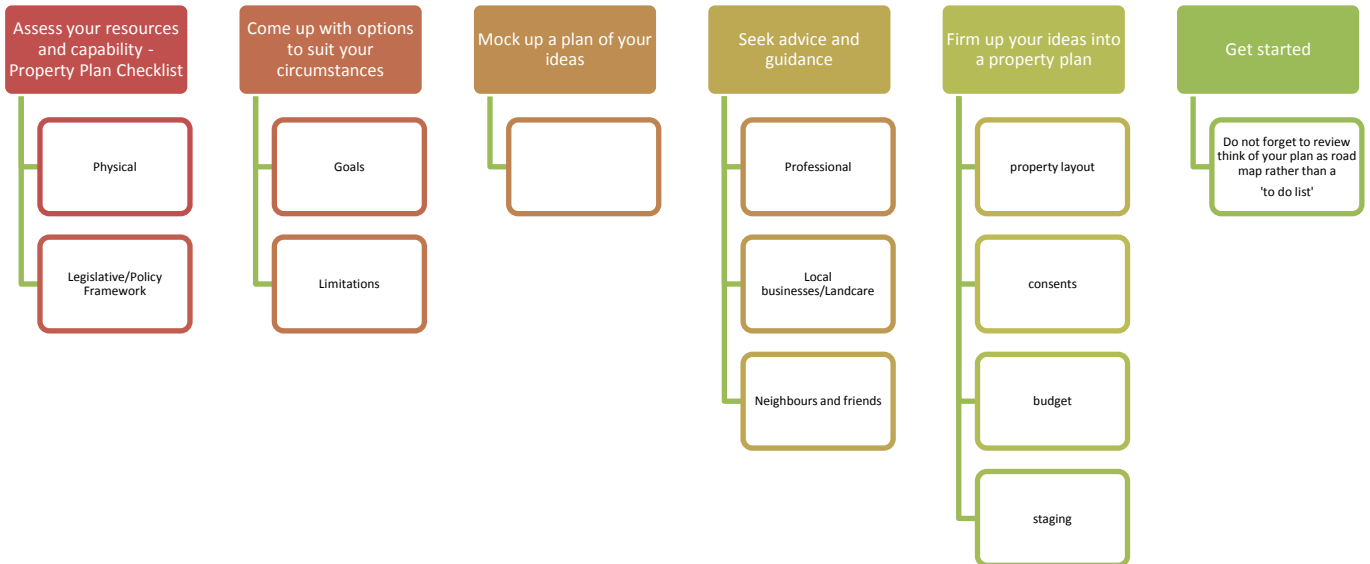 Assess your resources
and capability -
Property Plan Checklist
Physical
Legislative/Policy
Framework
Come up with options
to suit your
circumstances
Goals
Limitations
Mock up a plan of your
ideas
Seek advice and
guidance
Professional
Local
businesses/Landcare
Neighbours and friends
Firm up your ideas into
a property plan
property layout
consents
budget
staging
Get started
Do not forget to review
think of your plan as road
map rather than a
'to do list'